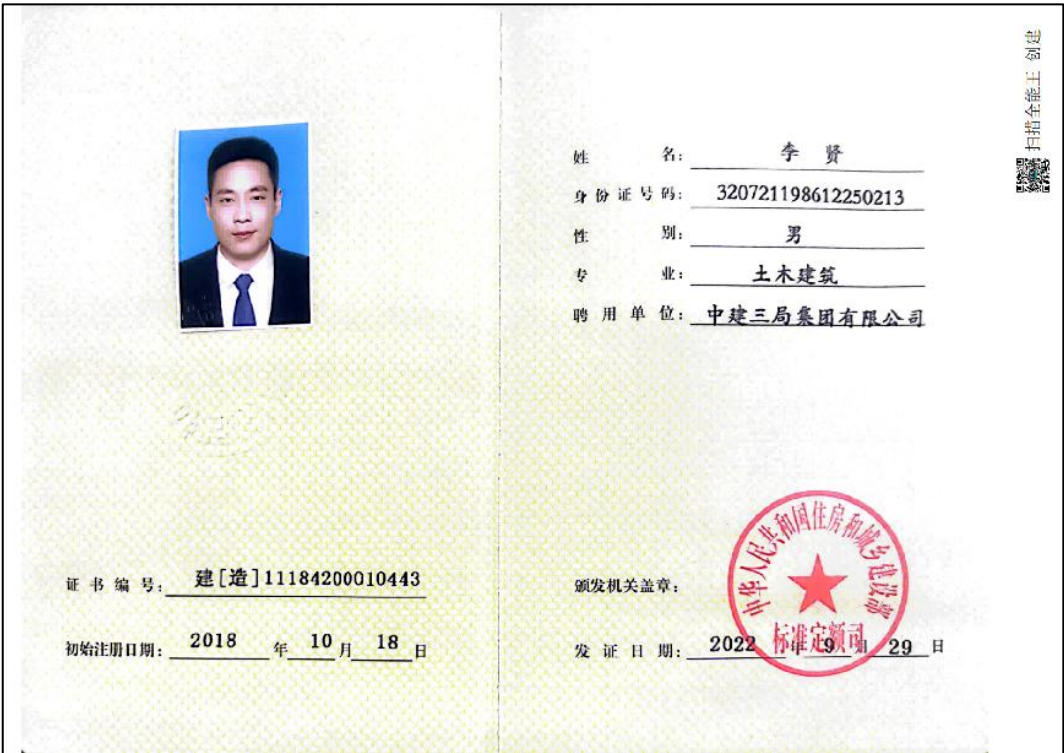 姓 名: 李 贤
身份证号码: 320721198612250213
性 别: 男
专 业: 土木建筑
聘用单位: 中建三局集团有限公司
证书编号: 建[造]11184200010443
初始注册日期: 2018 年 10 月 18 日
颁发机关盖章:
中华人民共和国住房和城乡建设部
标准定额司
发证日期: 2022 年 9 月 29 日
扫描全能王 创建